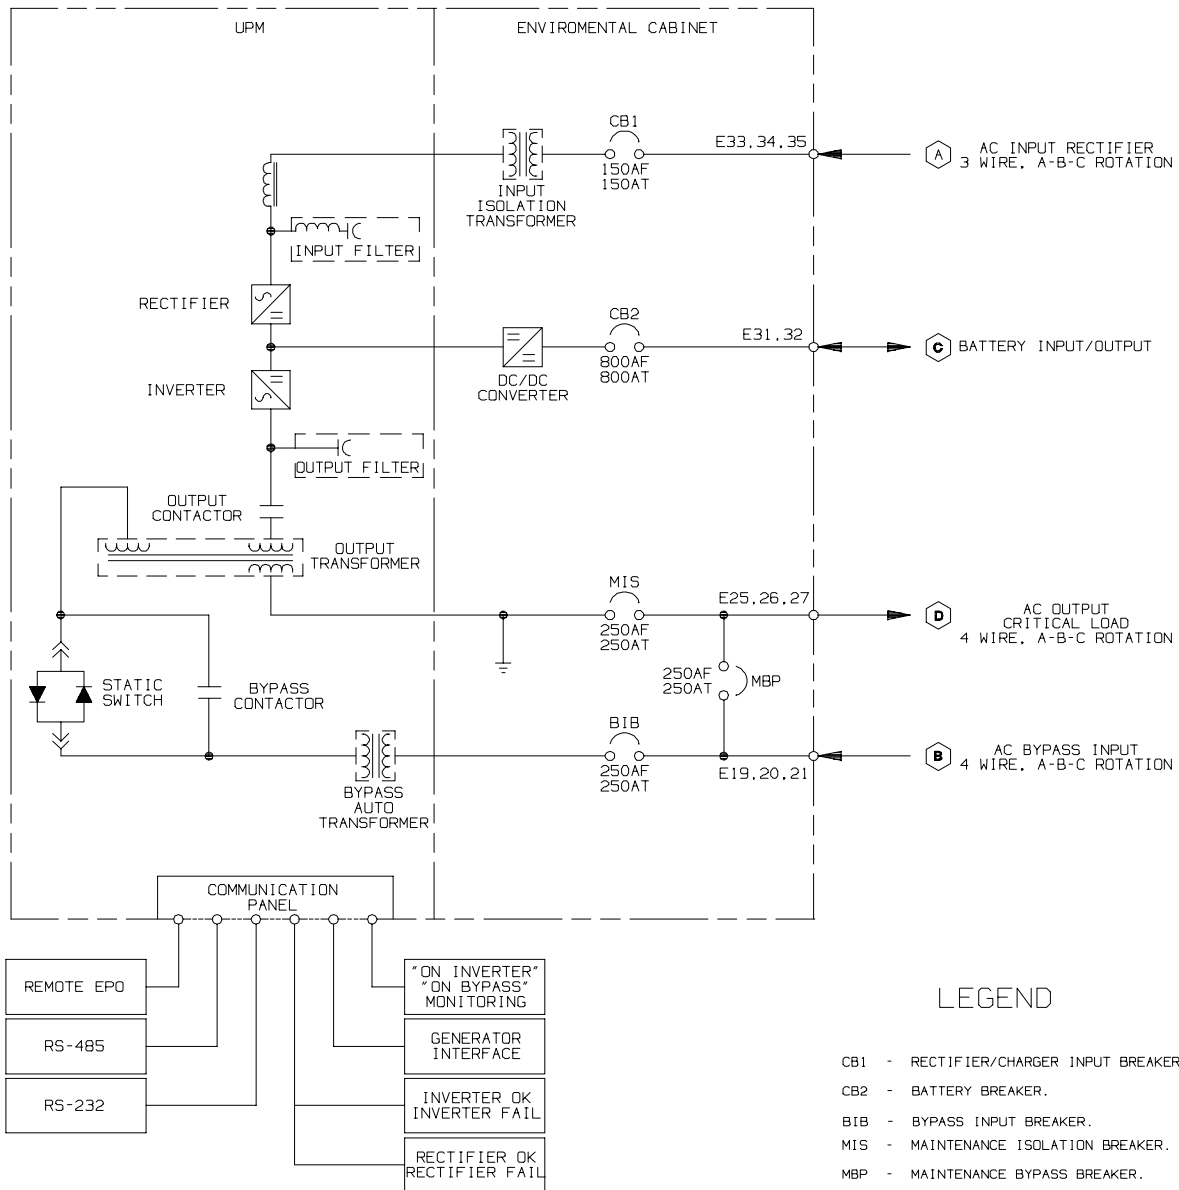 UPM
ENVIROMENTAL CABINET
CB1
150AF
150AT
E33,34,35
A
AC INPUT RECTIFIER
3 WIRE, A-B-C ROTATION
INPUT
ISOLATION
TRANSFORMER
INPUT FILTER
RECTIFIER
CB2
800AF
800AT
E31,32
C
BATTERY INPUT/OUTPUT
DC/DC
CONVERTER
INVERTER
OUTPUT FILTER
OUTPUT
CONTACTOR
OUTPUT
TRANSFORMER
MIS
250AF
250AT
E25,26,27
D
AC OUTPUT
CRITICAL LOAD
4 WIRE, A-B-C ROTATION
250AF
250AT
MBP
STATIC
SWITCH
BYPASS
CONTACTOR
BIB
250AF
250AT
E19,20,21
B
AC BYPASS INPUT
4 WIRE, A-B-C ROTATION
BYPASS
AUTO
TRANSFORMER
COMMUNICATION
PANEL
REMOTE EPO
RS-485
RS-232
"ON INVERTER"
"ON BYPASS"
MONITORING
GENERATOR
INTERFACE
INVERTER OK
INVERTER FAIL
RECTIFIER OK
RECTIFIER FAIL
LEGEND
CB1 - RECTIFIER/CHARGER INPUT BREAKER
CB2 - BATTERY BREAKER.
BIB - BYPASS INPUT BREAKER.
MIS - MAINTENANCE ISOLATION BREAKER.
MBP - MAINTENANCE BYPASS BREAKER.